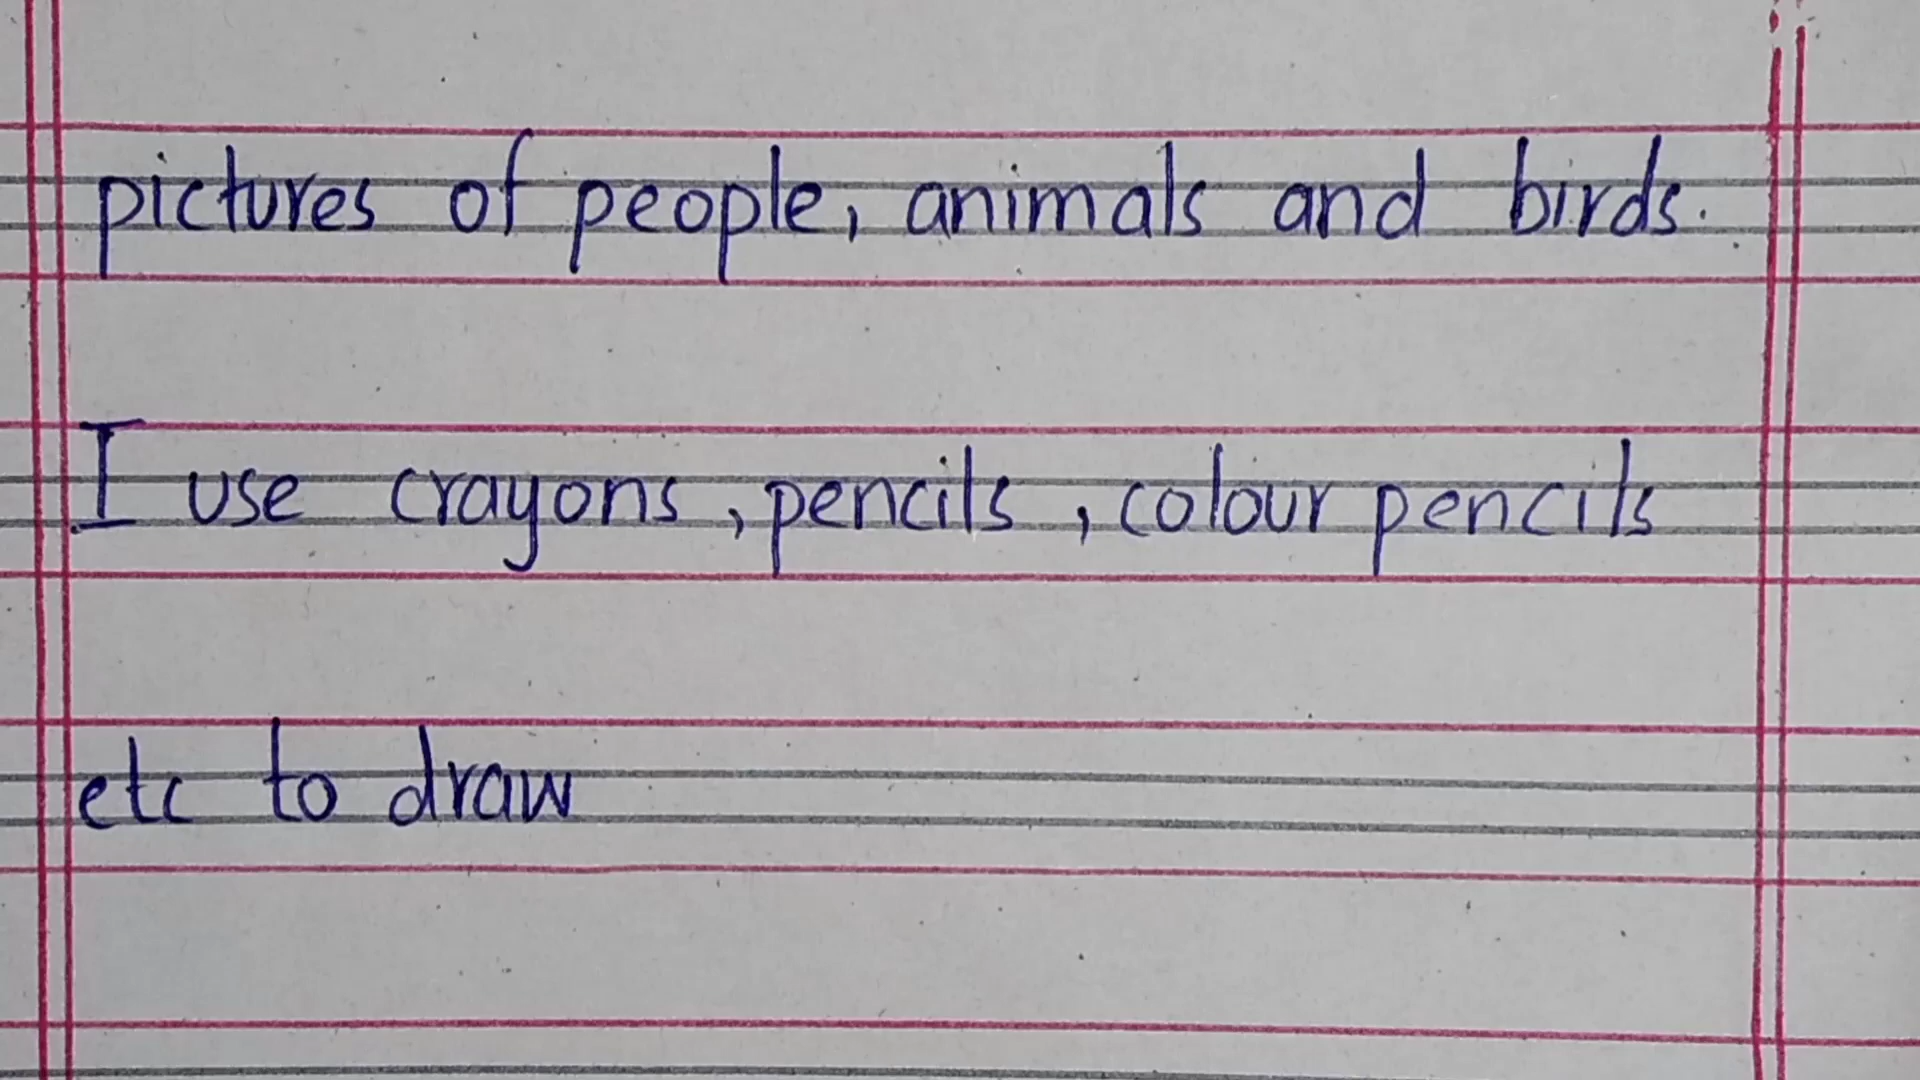 pictures of people, animals and birds.
I use crayons, pencils, colour pencils
etc to draw